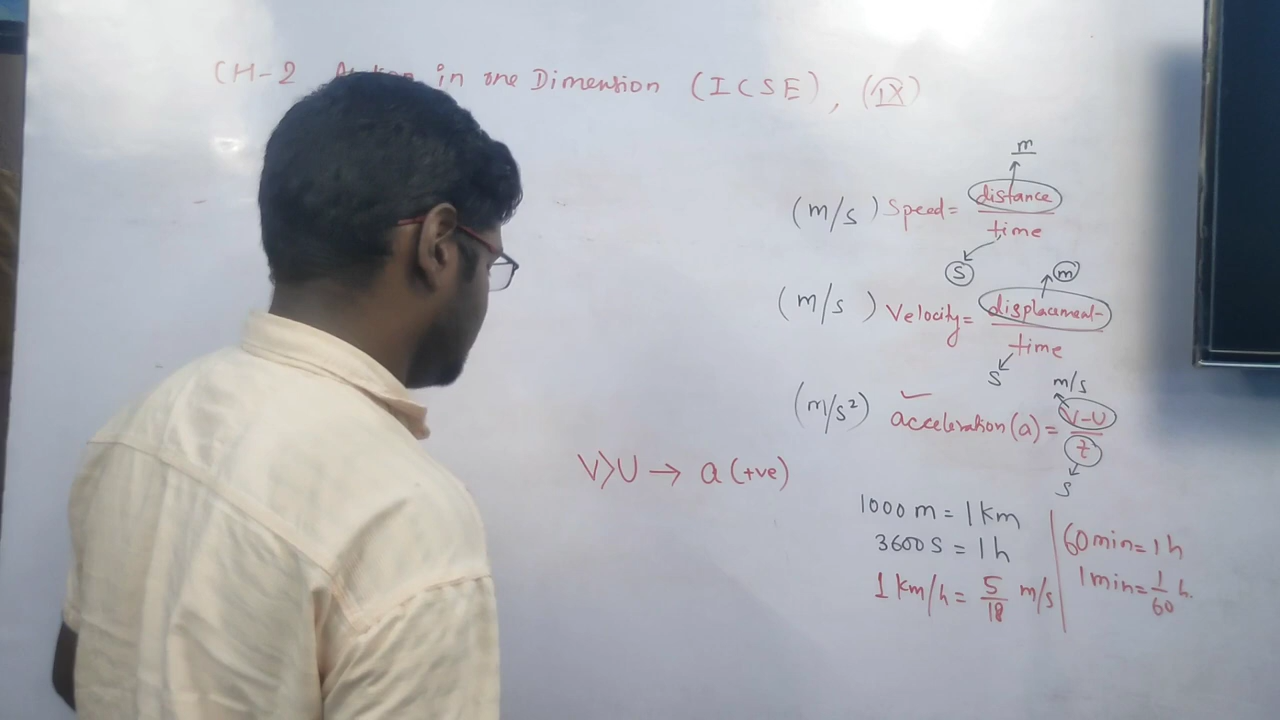 CH-2 in one Dimension (ICSE), (IX)
m
(m/s) Speed = distance
time
S
m
(m/s) Velocity = displacement
time
S
m/s
(m/s²) acceleration (a) = V-U
t
S
V>U → a (+ve)
1000 m = 1 km
3600 S = 1 h
1 km/h = 5/18 m/s
60 min = 1 h
1 min = 1/60 h.